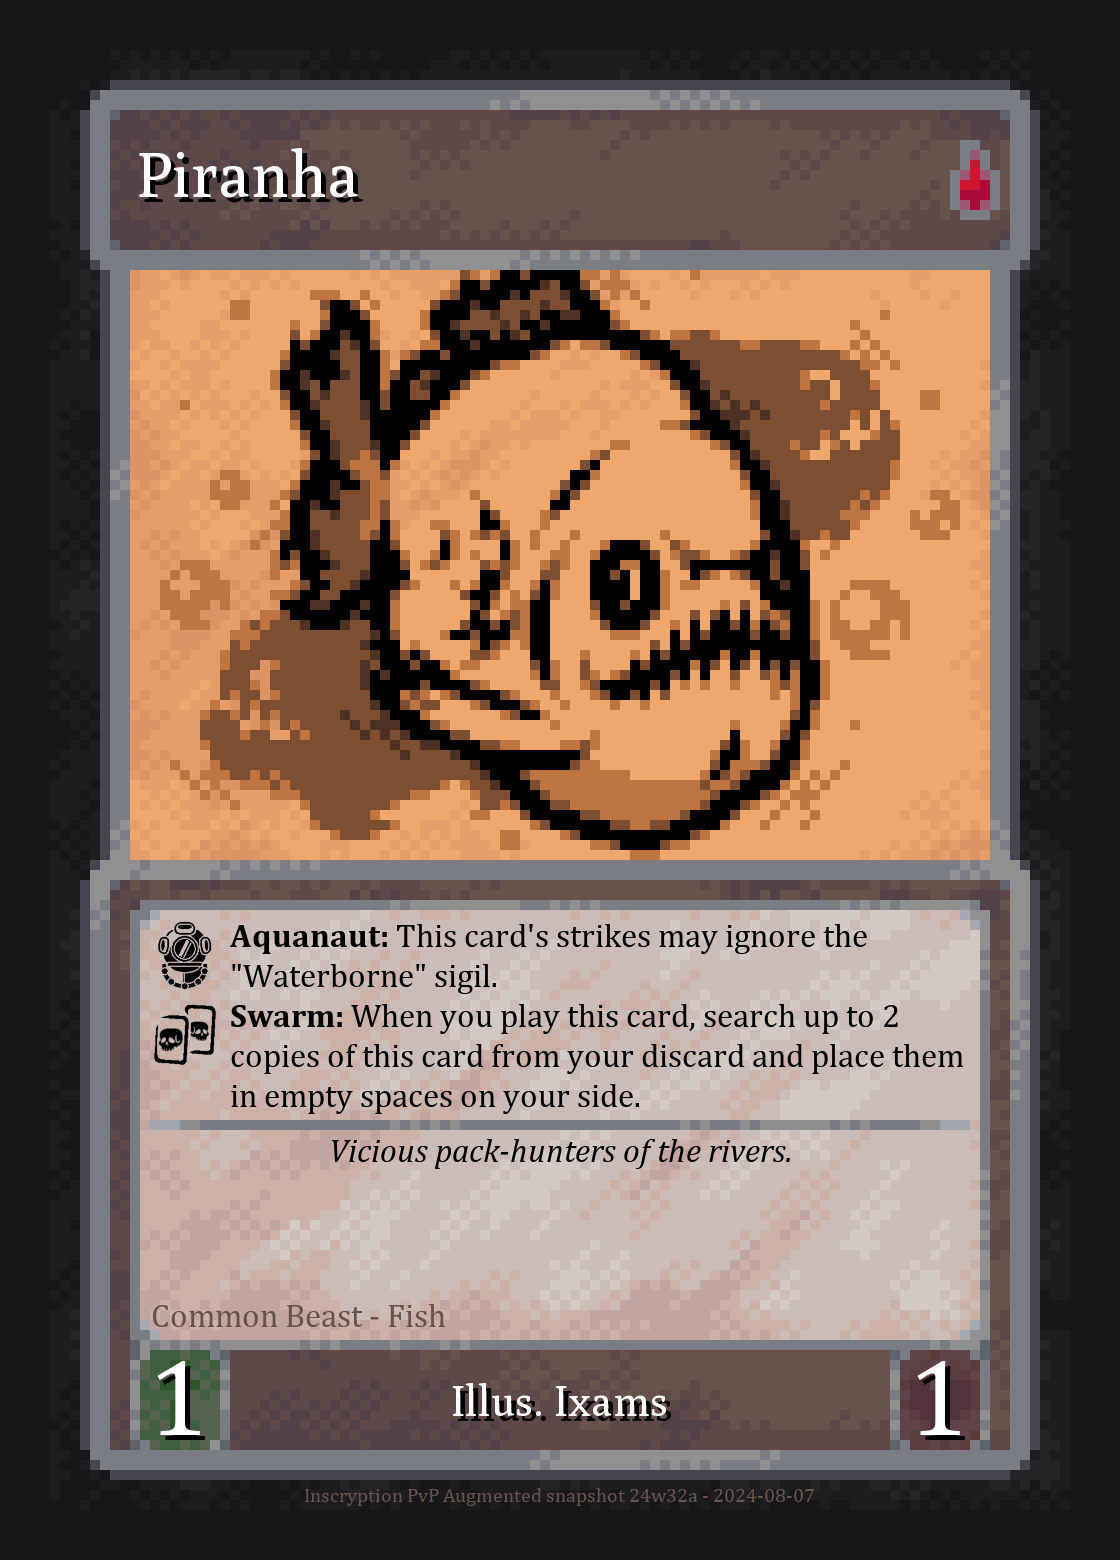 Piranha
Aquanaut: This card's strikes may ignore the
"Waterborne" sigil.
Swarm: When you play this card, search up to 2
copies of this card from your discard and place them
in empty spaces on your side.
Vicious pack-hunters of the rivers.
Common Beast - Fish
1
Illus. Ixams
1
Inscryption PvP Augmented snapshot 24w32a - 2024-08-07